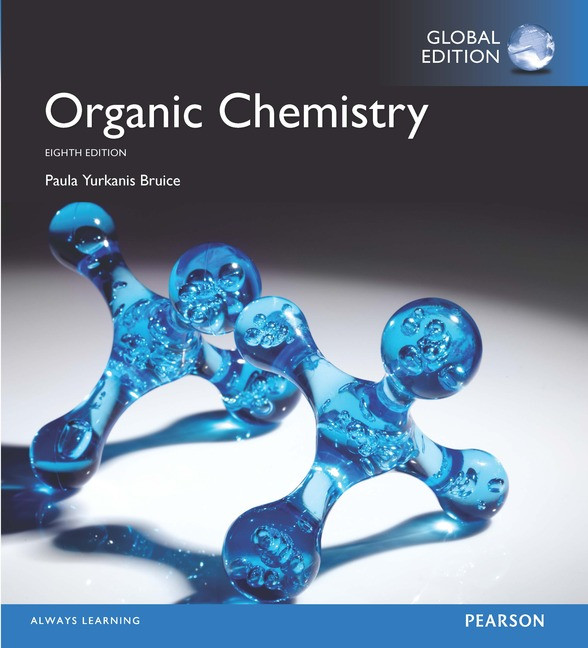 GLOBAL
EDITION
Organic Chemistry
EIGHTH EDITION
Paula Yurkanis Bruice
ALWAYS LEARNING
PEARSON